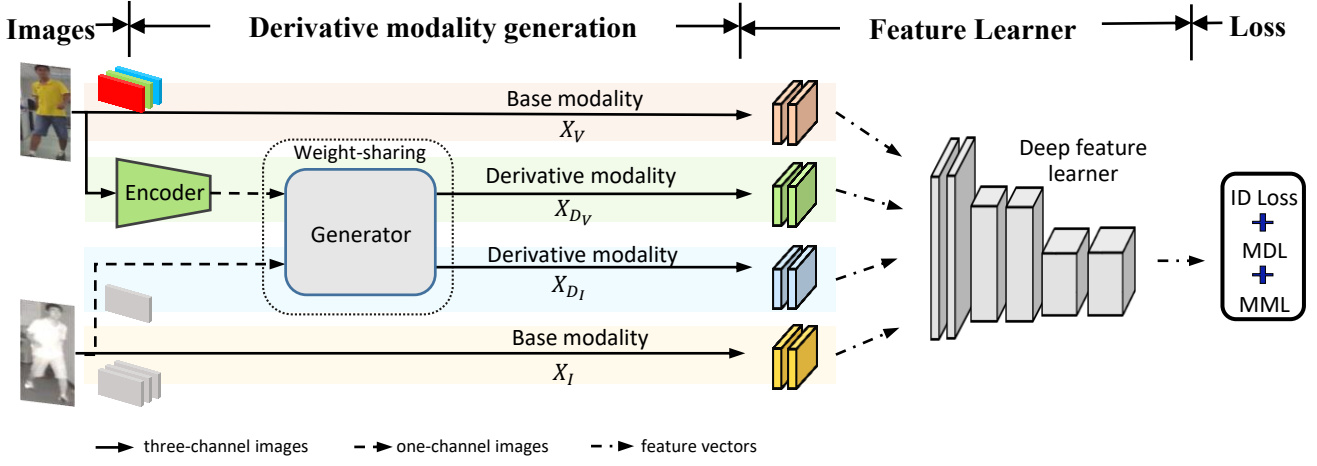 Images
Derivative modality generation
Feature Learner
Loss
Base modality
X_V
Weight-sharing
Encoder
Generator
Derivative modality
X_{D_V}
Derivative modality
X_{D_I}
Base modality
X_I
Deep feature
learner
ID Loss
+
MDL
+
MML
three-channel images
one-channel images
feature vectors